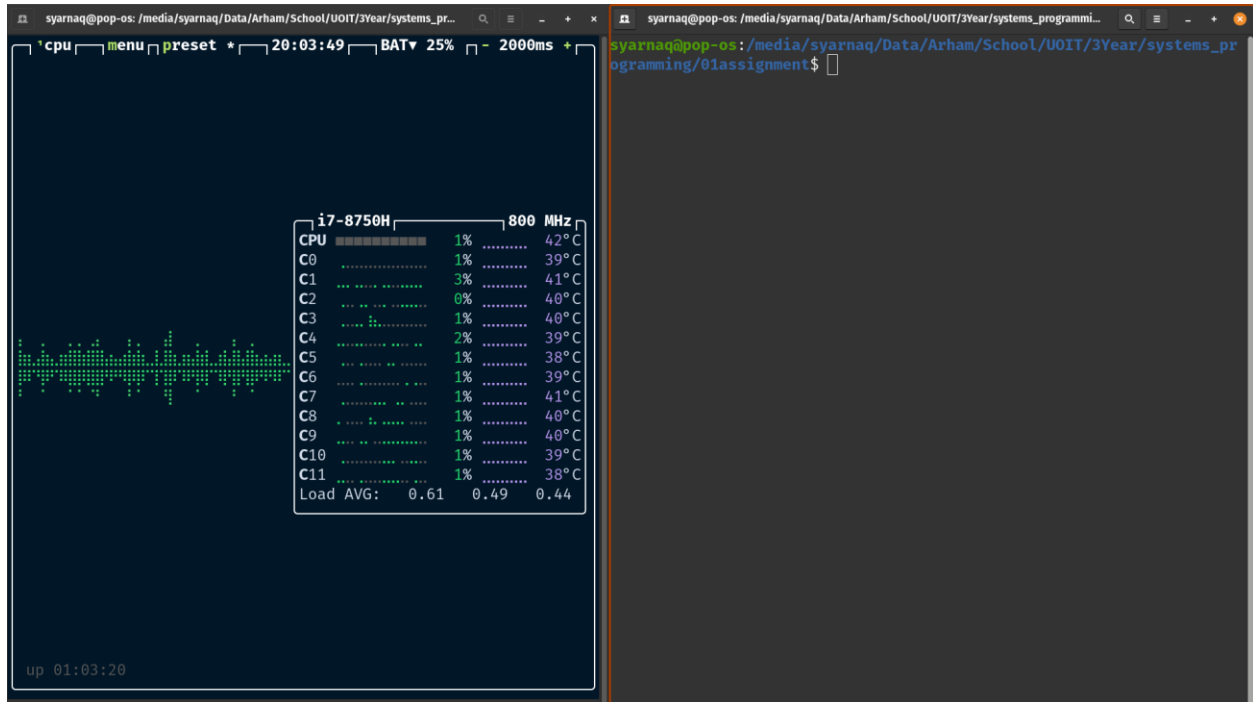 syarnaq@pop-os: /media/syarnaq/Data/Arham/School/UOIT/3Year/systems_pr...
¹cpu menu preset * 20:03:49 BAT▼ 25% - 2000ms +
i7-8750H 800 MHz
CPU 1% 42°C
C0 1% 39°C
C1 3% 41°C
C2 0% 40°C
C3 1% 40°C
C4 2% 39°C
C5 1% 38°C
C6 1% 39°C
C7 1% 41°C
C8 1% 40°C
C9 1% 40°C
C10 1% 39°C
C11 1% 38°C
Load AVG: 0.61 0.49 0.44
up 01:03:20
syarnaq@pop-os: /media/syarnaq/Data/Arham/School/UOIT/3Year/systems_programmi...
syarnaq@pop-os:/media/syarnaq/Data/Arham/School/UOIT/3Year/systems_pr
ogramming/01assignment$